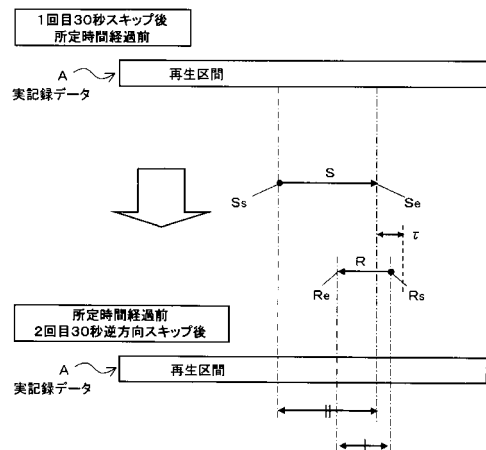 1回目30秒スキップ後
所定時間経過前
A
実記録データ
再生区間
S
Ss
Se
τ
R
Re
Rs
所定時間経過前
2回目30秒逆方向スキップ後
A
実記録データ
再生区間